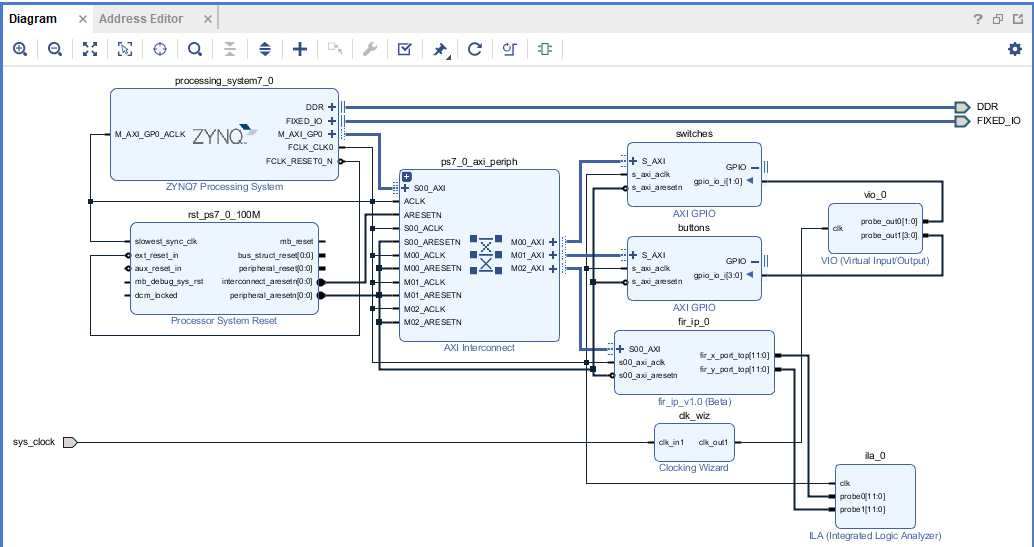 Diagram
Address Editor
processing_system7_0
DDR
FIXED_IO
M_AXI_GP0
FCLK_CLK0
FCLK_RESET0_N
M_AXI_GP0_ACLK
ZYNQ
ZYNQ7 Processing System
DDR
FIXED_IO
rst_ps7_0_100M
slowest_sync_clk
ext_reset_in
aux_reset_in
mb_debug_sys_rst
dcm_locked
mb_reset
bus_struct_reset[0:0]
peripheral_reset[0:0]
interconnect_aresetn[0:0]
peripheral_aresetn[0:0]
Processor System Reset
ps7_0_axi_periph
S00_AXI
ACLK
ARESETN
S00_ACLK
S00_ARESETN
M00_ACLK
M00_ARESETN
M01_ACLK
M01_ARESETN
M02_ACLK
M02_ARESETN
M00_AXI
M01_AXI
M02_AXI
AXI Interconnect
switches
S_AXI
s_axi_aclk
s_axi_aresetn
GPIO
gpio_io_i[1:0]
AXI GPIO
buttons
S_AXI
s_axi_aclk
s_axi_aresetn
GPIO
gpio_io_i[3:0]
AXI GPIO
vio_0
clk
probe_out0[1:0]
probe_out1[3:0]
VIO (Virtual Input/Output)
fir_ip_0
S00_AXI
s00_axi_aclk
s00_axi_aresetn
fir_x_port_top[11:0]
fir_y_port_top[11:0]
fir_ip_v1.0 (Beta)
sys_clock
clk_wiz
clk_in1
clk_out1
Clocking Wizard
ila_0
clk
probe0[11:0]
probe1[11:0]
ILA (Integrated Logic Analyzer)